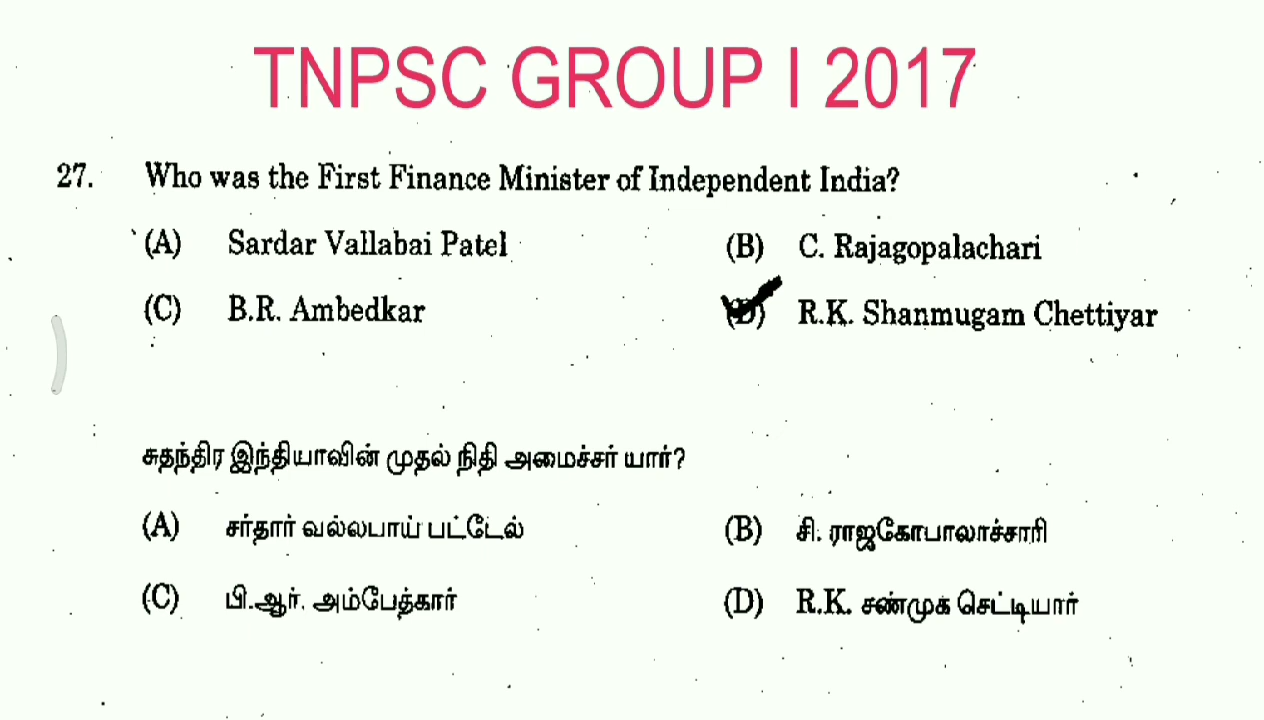 TNPSC GROUP I 2017
27. Who was the First Finance Minister of Independent India?
(A) Sardar Vallabai Patel (B) C. Rajagopalachari
(C) B.R. Ambedkar (D) R.K. Shanmugam Chettiyar
சுதந்திர இந்தியாவின் முதல் நிதி அமைச்சர் யார்?
(A) சர்தார் வல்லபாய் பட்டேல் (B) சி. ராஜகோபாலாச்சாரி
(C) பி.ஆர். அம்பேத்கார் (D) R.K. சண்முக செட்டியார்